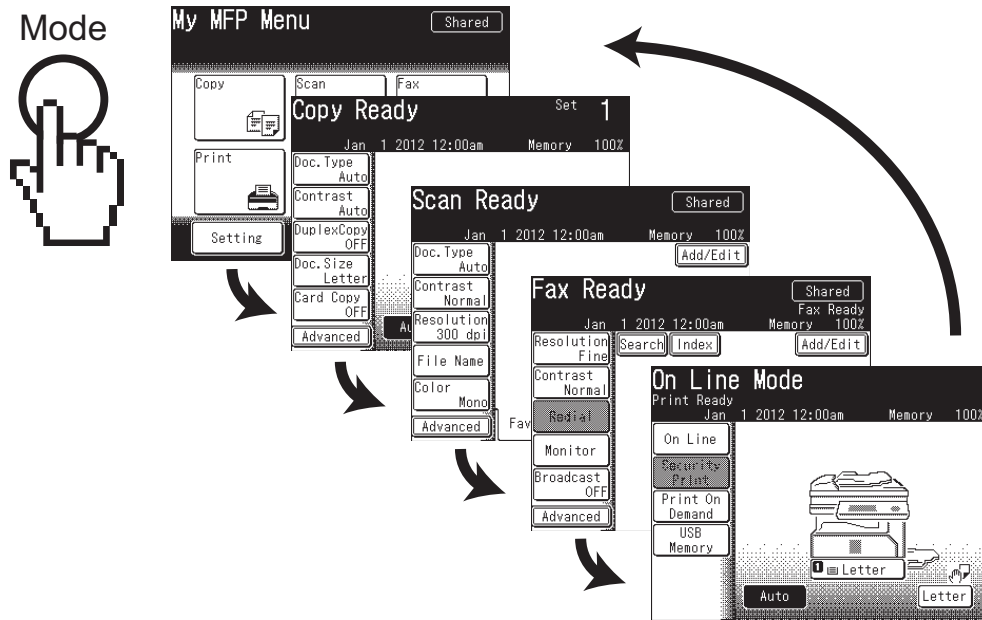 Mode
My MFP Menu
Shared
Copy
Scan
Fax
Print
Setting
Copy Ready
Set 1
Jan 1 2012 12:00am Memory 100%
Doc.Type
Auto
Contrast
Auto
DuplexCopy
OFF
Doc.Size
Letter
Card Copy
OFF
Advanced
Scan Ready
Shared
Jan 1 2012 12:00am Memory 100%
Add/Edit
Doc.Type
Auto
Contrast
Normal
Resolution
300 dpi
File Name
Color
Mono
Advanced
Fax Ready
Shared
Fax Ready
Jan 1 2012 12:00am Memory 100%
Resolution
Fine
Search Index Add/Edit
Contrast
Normal
Redial
Monitor
Broadcast
OFF
Advanced
On Line Mode
Print Ready
Jan 1 2012 12:00am Memory 100%
On Line
Security
Print
Print On
Demand
USB
Memory
1 Letter
Auto
Letter